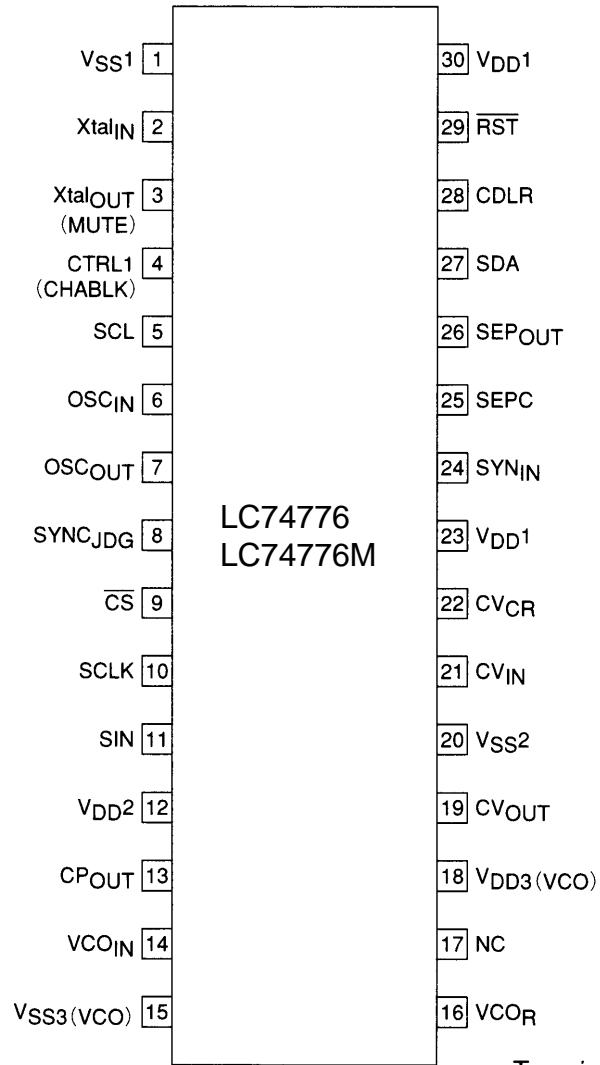 VSS1 1 30 VDD1
XtalIN 2 29 RST
XtalOUT 3 28 CDLR
(MUTE)
CTRL1 4 27 SDA
(CHABLK)
SCL 5 26 SEPOUT
OSCIN 6 25 SEPC
OSCOUT 7 24 SYNIN
LC74776
SYNCJDG 8 23 VDD1
LC74776M
CS 9 22 CVCR
SCLK 10 21 CVIN
SIN 11 20 VSS2
VDD2 12 19 CVOUT
CPOUT 13 18 VDD3(VCO)
VCOIN 14 17 NC
VSS3(VCO) 15 16 VCOR